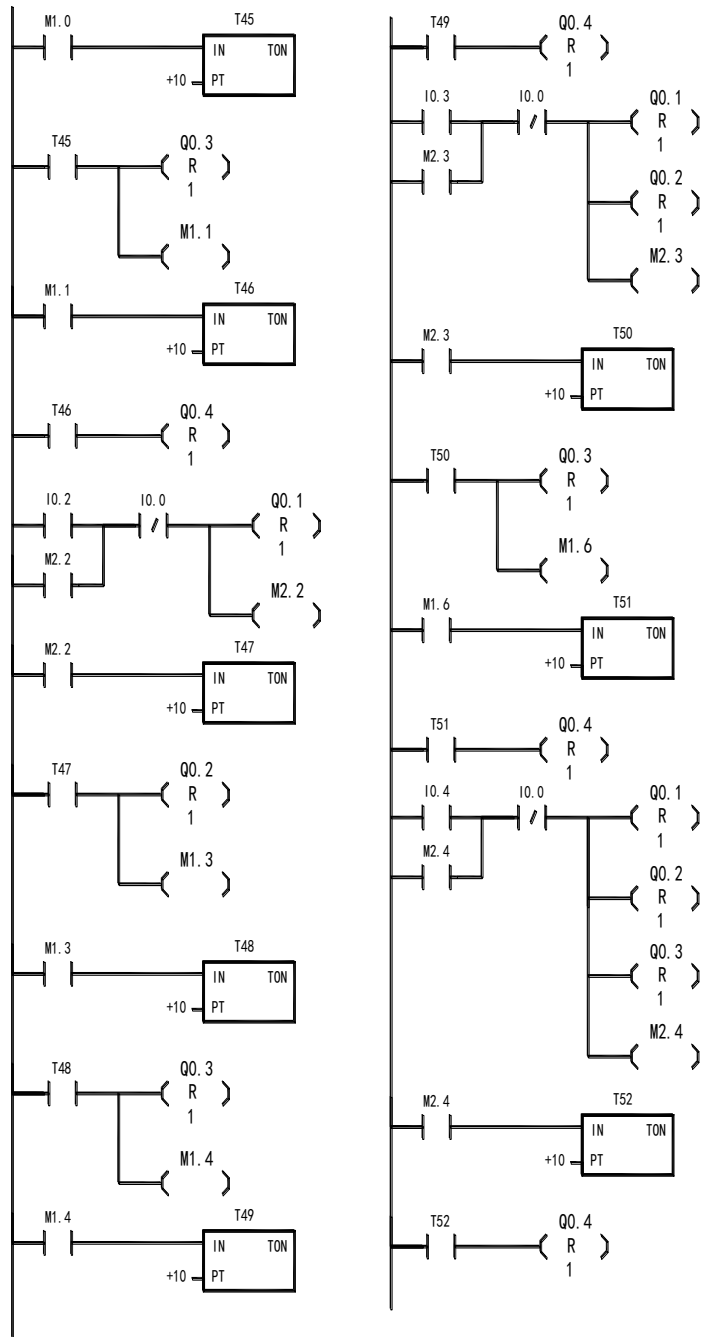 M1.0 T45
IN TON
+10 PT
T45 Q0.3
R
1
M1.1
M1.1 T46
IN TON
+10 PT
T46 Q0.4
R
1
I0.2 I0.0 Q0.1
R
1
M2.2 M2.2
M2.2 T47
IN TON
+10 PT
T47 Q0.2
R
1
M1.3
M1.3 T48
IN TON
+10 PT
T48 Q0.3
R
1
M1.4
M1.4 T49
IN TON
+10 PT
T49 Q0.4
R
1
I0.3 I0.0 Q0.1
R
1
M2.3
Q0.2
R
1
M2.3
M2.3 T50
IN TON
+10 PT
T50 Q0.3
R
1
M1.6
M1.6 T51
IN TON
+10 PT
T51 Q0.4
R
1
I0.4 I0.0 Q0.1
R
1
M2.4
Q0.2
R
1
Q0.3
R
1
M2.4
M2.4 T52
IN TON
+10 PT
T52 Q0.4
R
1